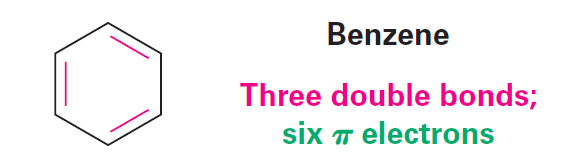 Benzene
Three double bonds;
six π electrons